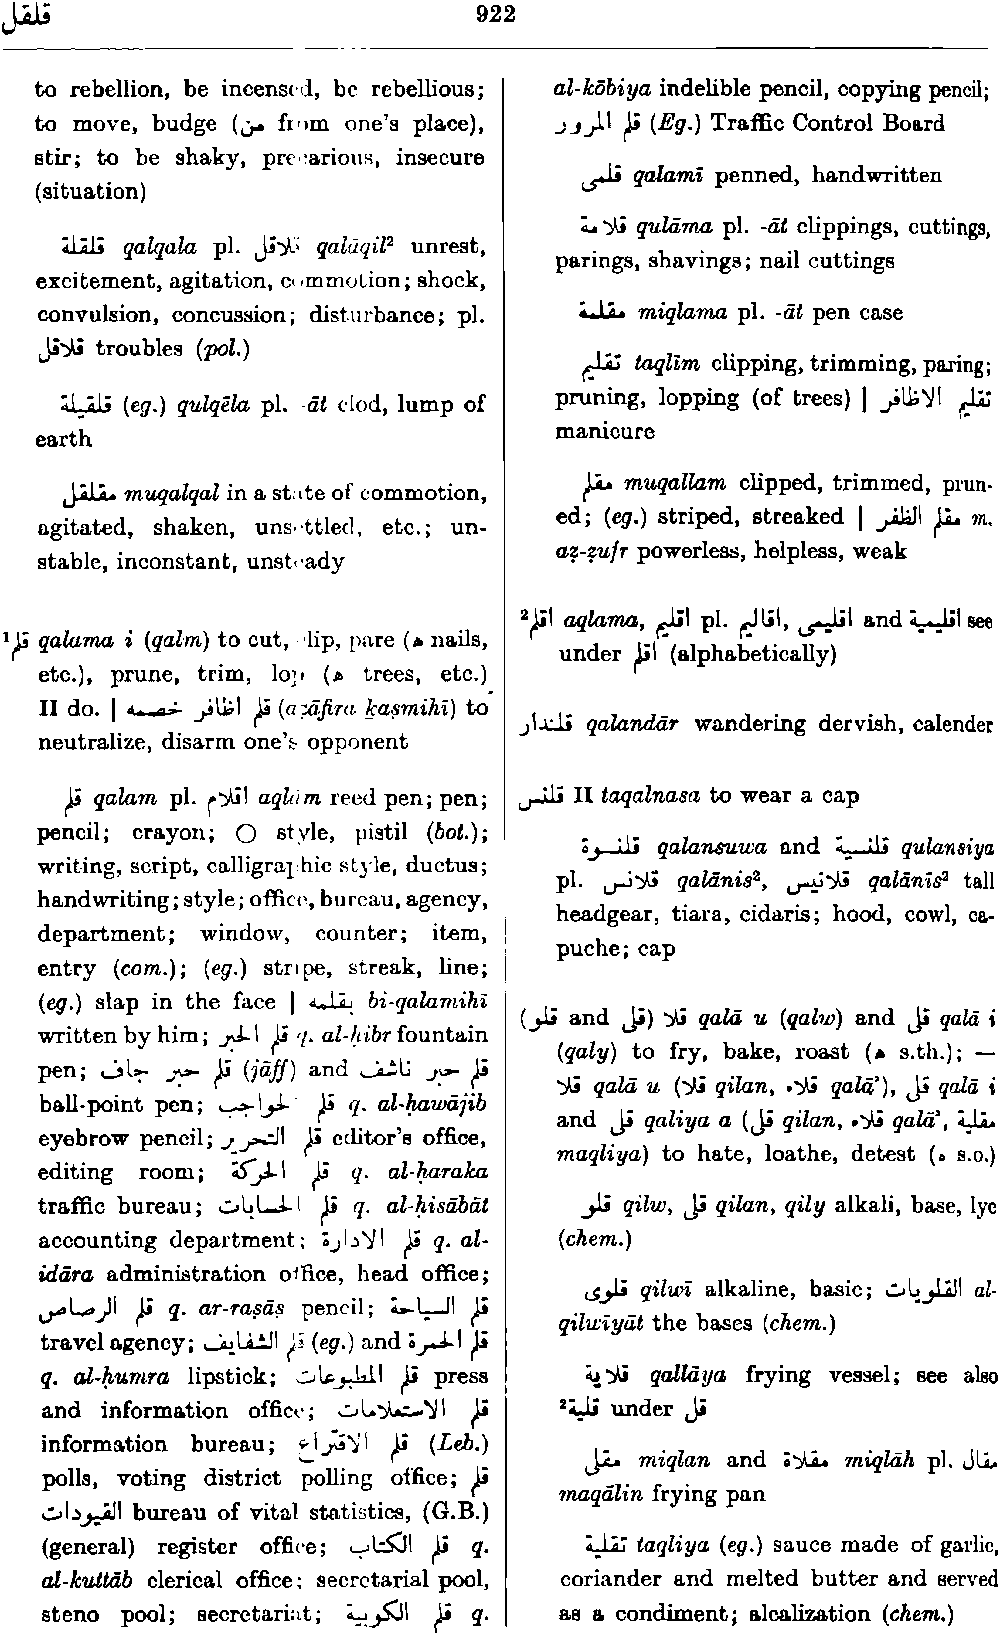 قلقل
922
to rebellion, be incensed, be rebellious;
to move, budge (من from one's place),
stir; to be shaky, precarious, insecure
(situation)
قلقلة qalqala pl. قلاقل qalāqil² unrest,
excitement, agitation, commotion; shock,
convulsion, concussion; disturbance; pl.
قلاقل troubles (pol.)
قلقيلة (eg.) qulqēla pl. -āt clod, lump of
earth
مقلقل muqalqal in a state of commotion,
agitated, shaken, unsettled, etc.; un-
stable, inconstant, unsteady
¹قلم qalama i (qalm) to cut, clip, pare (ه nails,
etc.), prune, trim, lop (ه trees, etc.)
II do. | قلم اظافر خصمه (aẓāfira ḵaṣmihī) to
neutralize, disarm one's opponent
قلم qalam pl. اقلام aqlām reed pen; pen;
pencil; crayon; ○ style, pistil (bot.);
writing, script, calligraphic style, ductus;
handwriting; style; office, bureau, agency,
department; window, counter; item,
entry (com.); (eg.) stripe, streak, line;
(eg.) slap in the face | بقلمه bi-qalamihī
written by him; قلم الحبر q. al-ḥibr fountain
pen; قلم حبر جاف (jāff) and قلم حبر ناشف
ball-point pen; قلم الحواجب q. al-ḥawājib
eyebrow pencil; قلم التحرير editor's office,
editing room; قلم الحركة q. al-ḥaraka
traffic bureau; قلم الحسابات q. al-ḥisābāt
accounting department; قلم الادارة q. al-
idāra administration office, head office;
قلم الرصاص q. ar-raṣāṣ pencil; قلم السياحة
travel agency; قلم الشفايف (eg.) and قلم الحمرة
q. al-ḥumra lipstick; قلم المطبوعات press
and information office; قلم الاستعلامات
information bureau; قلم الاقتراع (Leb.)
polls, voting district polling office; قلم
القيودات bureau of vital statistics, (G.B.)
(general) register office; قلم الكتاب q.
al-kuttāb clerical office; secretarial pool,
steno pool; secretariat; قلم الكوبية q.
al-kōbiya indelible pencil, copying pencil;
قلم المرور (Eg.) Traffic Control Board
قلمى qalamī penned, handwritten
قلامة qulāma pl. -āt clippings, cuttings,
parings, shavings; nail cuttings
مقلمة miqlama pl. -āt pen case
تقليم taqlīm clipping, trimming, paring;
pruning, lopping (of trees) | تقليم الاظافر
manicure
مقلم muqallam clipped, trimmed, prun-
ed; (eg.) striped, streaked | مقلم الظفر m.
aẓ-ẓufr powerless, helpless, weak
²اقلم aqlama, اقليم pl. اقاليم, اقليمى and اقليمية see
under اقلم (alphabetically)
قلندار qalandār wandering dervish, calender
قلنس II taqalnasa to wear a cap
قلنسوة qalansuwa and قلنسية qulansiya
pl. قلانس qalānis², قلانيس qalānīs² tall
headgear, tiara, cidaris; hood, cowl, ca-
puche; cap
(قلو and قلى) قلا qalā u (qalw) and قلى qalā i
(qaly) to fry, bake, roast (ه s.th.); —
قلا qalā u (قلا qilan, قلاء qalā’), قلى qalā i
and قلى qaliya a (قلى qilan, قلاء qalā’, مقلية
maqliya) to hate, loathe, detest (ه s.o.)
قلو qilw, قلى qilan, qily alkali, base, lye
(chem.)
قلوى qilwī alkaline, basic; القلويات al-
qilwīyāt the bases (chem.)
قلاية qallāya frying vessel; see also
²قلية under قل
مقلى miqlan and مقلاة miqlāh pl. مقال
maqālin frying pan
تقلية taqliya (eg.) sauce made of garlic,
coriander and melted butter and served
as a condiment; alcalization (chem.)